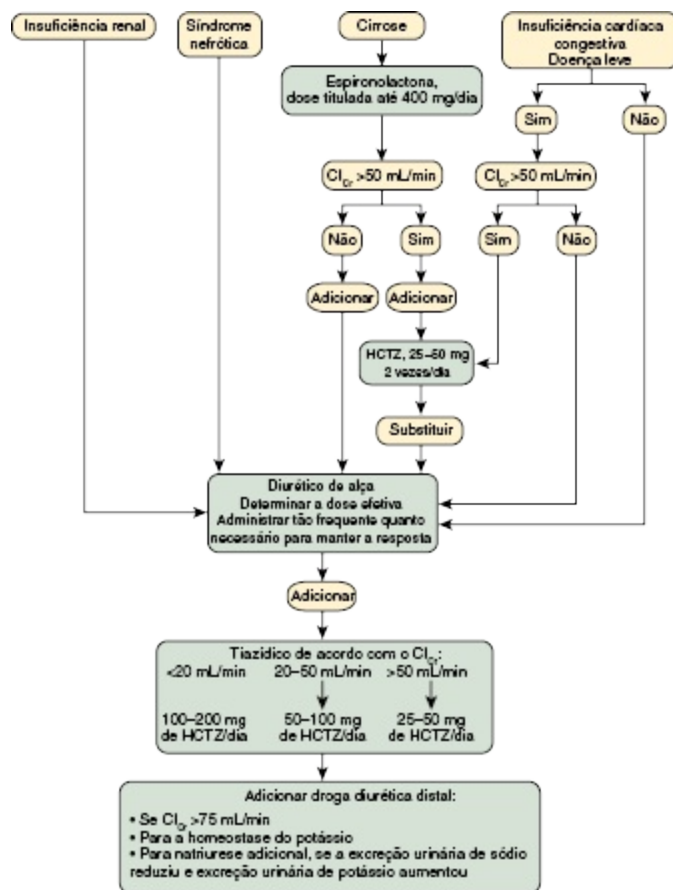 Insuficiência renal
Síndrome
nefrótica
Cirrose
Insuficiência cardíaca
congestiva
Doença leve
Espironolactona,
dose titulada até 400 mg/dia
Sim
Não
Cl_Cr >50 mL/min
Cl_Cr >50 mL/min
Não
Sim
Sim
Não
Adicionar
Adicionar
HCTZ, 25–50 mg
2 vezes/dia
Substituir
Diurético de alça
Determinar a dose efetiva
Administrar tão frequente quanto
necessário para manter a resposta
Adicionar
Tiazídico de acordo com o Cl_Cr:
<20 mL/min 20–50 mL/min >50 mL/min
100–200 mg 50–100 mg 25–50 mg
de HCTZ/dia de HCTZ/dia de HCTZ/dia
Adicionar droga diurética distal:
• Se Cl_Cr >75 mL/min
• Para a homeostase do potássio
• Para natriurese adicional, se a excreção urinária de sódio
reduziu e excreção urinária de potássio aumentou